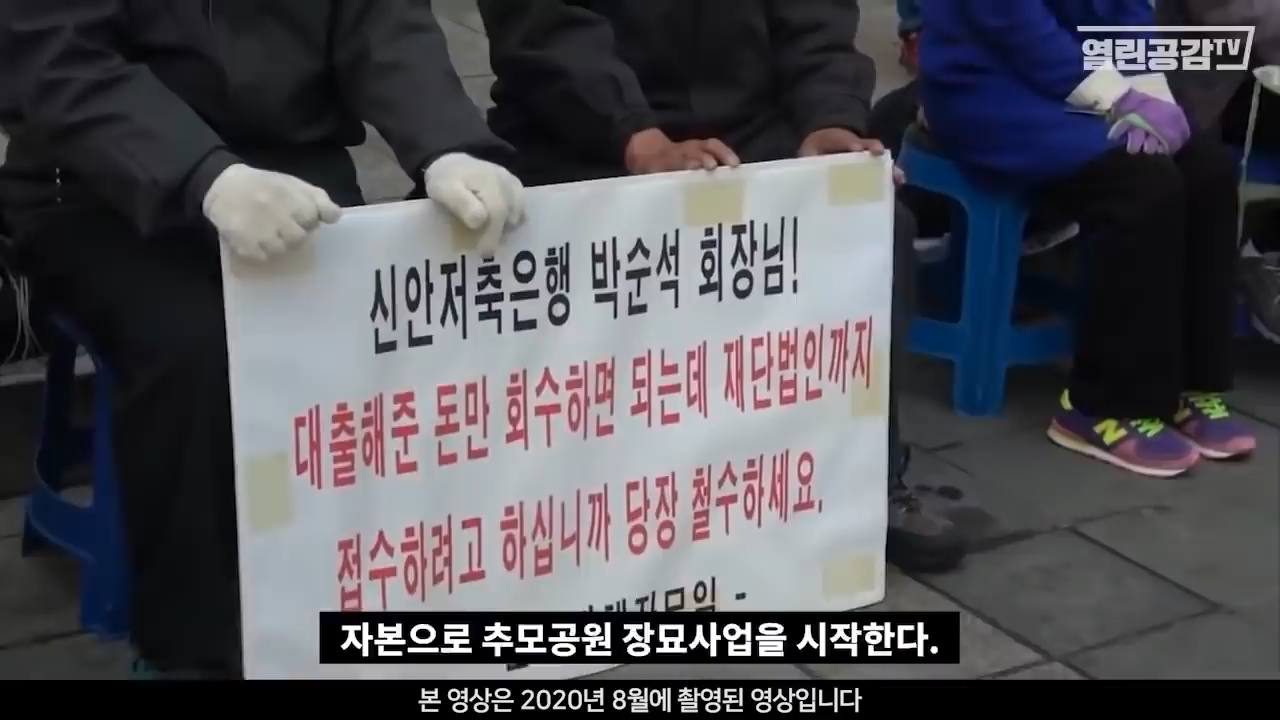 열린공감TV
신안저축은행 박순석 회장님!
대출해준 돈만 회수하면 되는데 재단법인까지
접수하려고 하십니까 당장 철수하세요.
자본으로 추모공원 장묘사업을 시작한다.
본 영상은 2020년 8월에 촬영된 영상입니다